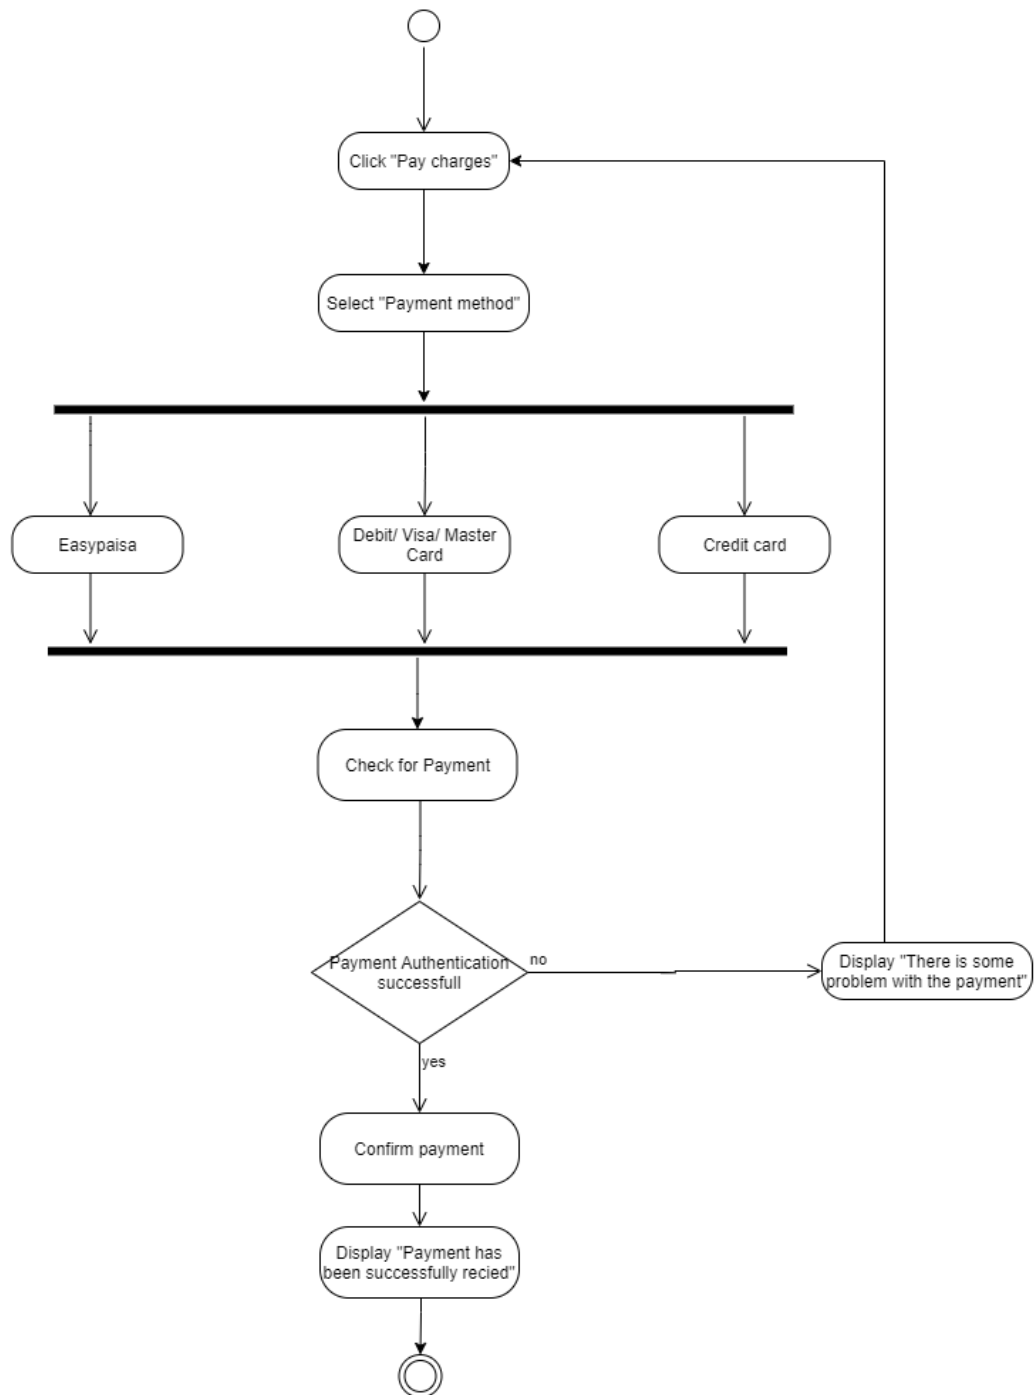 Click "Pay charges"
Select "Payment method"
Easypaisa
Debit/ Visa/ Master
Card
Credit card
Check for Payment
Payment Authentication
successfull
no
Display "There is some
problem with the payment"
yes
Confirm payment
Display "Payment has
been successfully recied"